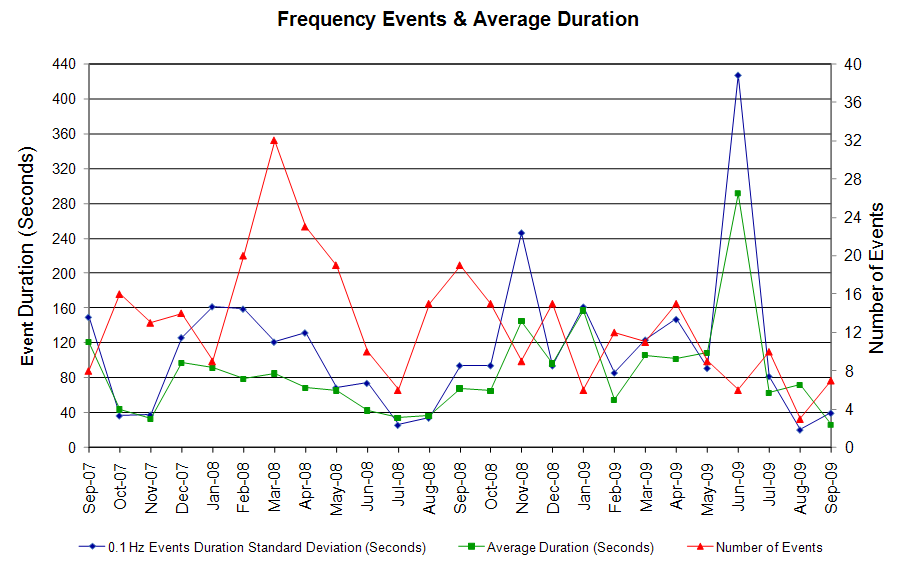 Frequency Events & Average Duration
Event Duration (Seconds)
440
400
360
320
280
240
200
160
120
80
40
0
40
36
32
28
24
20
16
12
8
4
0
Number of Events
Sep-07
Oct-07
Nov-07
Dec-07
Jan-08
Feb-08
Mar-08
Apr-08
May-08
Jun-08
Jul-08
Aug-08
Sep-08
Oct-08
Nov-08
Dec-08
Jan-09
Feb-09
Mar-09
Apr-09
May-09
Jun-09
Jul-09
Aug-09
Sep-09
0.1 Hz Events Duration Standard Deviation (Seconds)
Average Duration (Seconds)
Number of Events